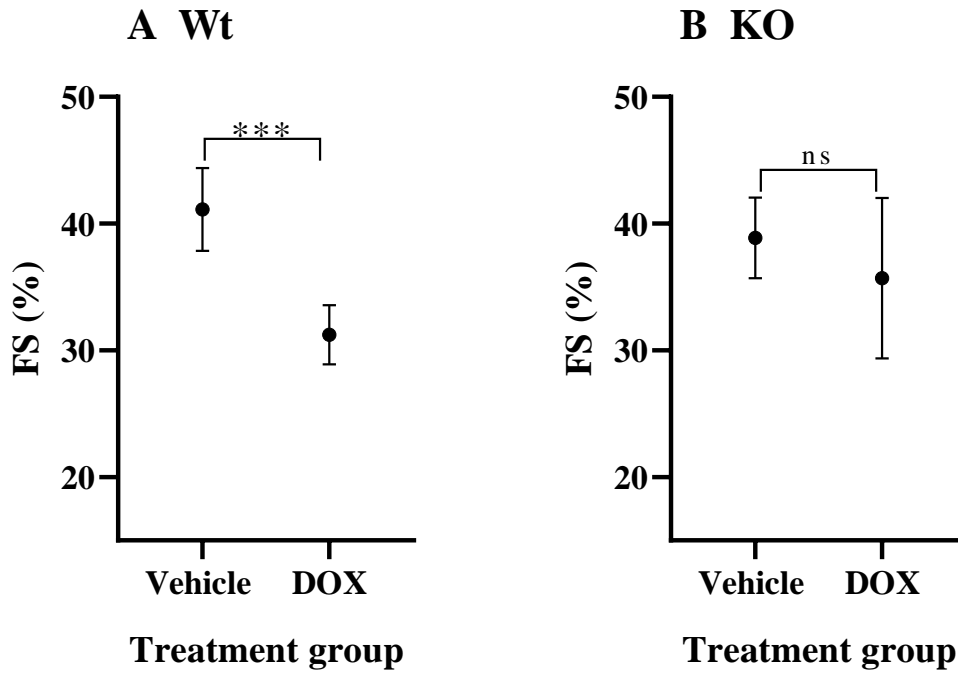 A Wt
50
40
30
20
FS (%)
***
Vehicle DOX
Treatment group
B KO
50
40
30
20
FS (%)
ns
Vehicle DOX
Treatment group